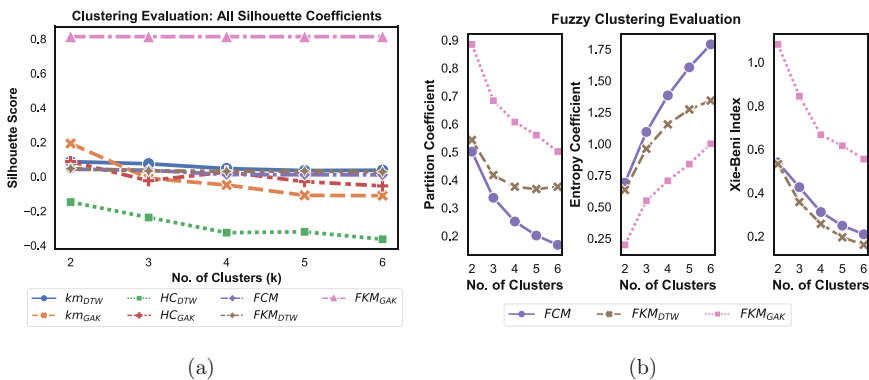 Clustering Evaluation: All Silhouette Coefficients
Silhouette Score
0.8
0.6
0.4
0.2
0.0
−0.2
−0.4
2 3 4 5 6
No. of Clusters (k)
km_DTW HC_DTW FCM FKM_GAK
km_GAK HC_GAK FKM_DTW
(a)
Fuzzy Clustering Evaluation
Partition Coefficient
0.9
0.8
0.7
0.6
0.5
0.4
0.3
0.2
2 3 4 5 6
No. of Clusters
Entropy Coefficient
1.75
1.50
1.25
1.00
0.75
0.50
0.25
2 3 4 5 6
No. of Clusters
Xie-Beni Index
1.0
0.8
0.6
0.4
0.2
2 3 4 5 6
No. of Clusters
FCM FKM_DTW FKM_GAK
(b)